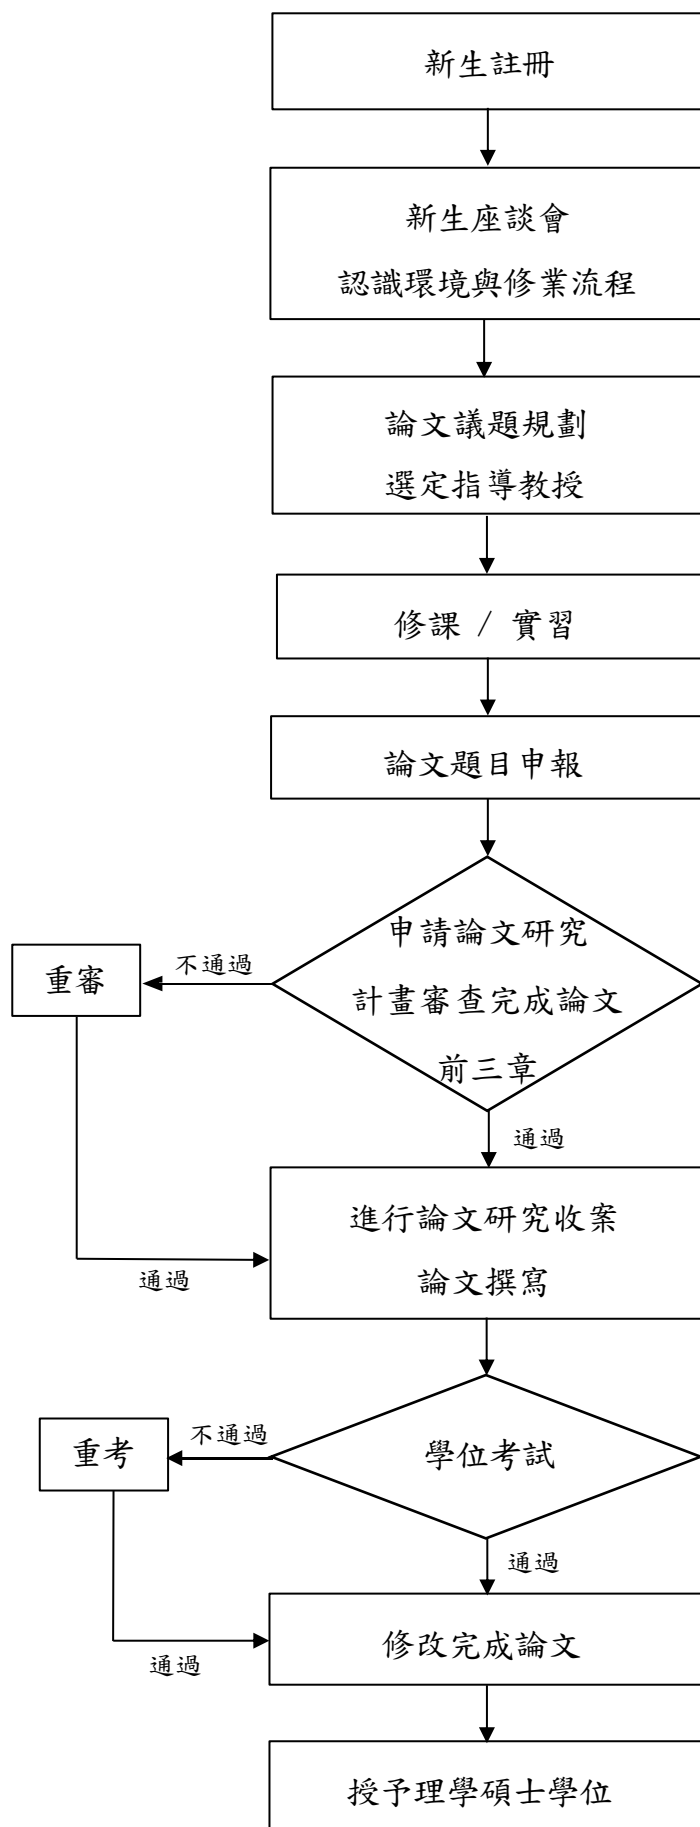 新生註冊
新生座談會
認識環境與修業流程
論文議題規劃
選定指導教授
修課 / 實習
論文題目申報
申請論文研究
計畫審查完成論文
前三章
不通過
重審
通過
進行論文研究收案
論文撰寫
通過
學位考試
不通過
重考
通過
修改完成論文
通過
授予理學碩士學位